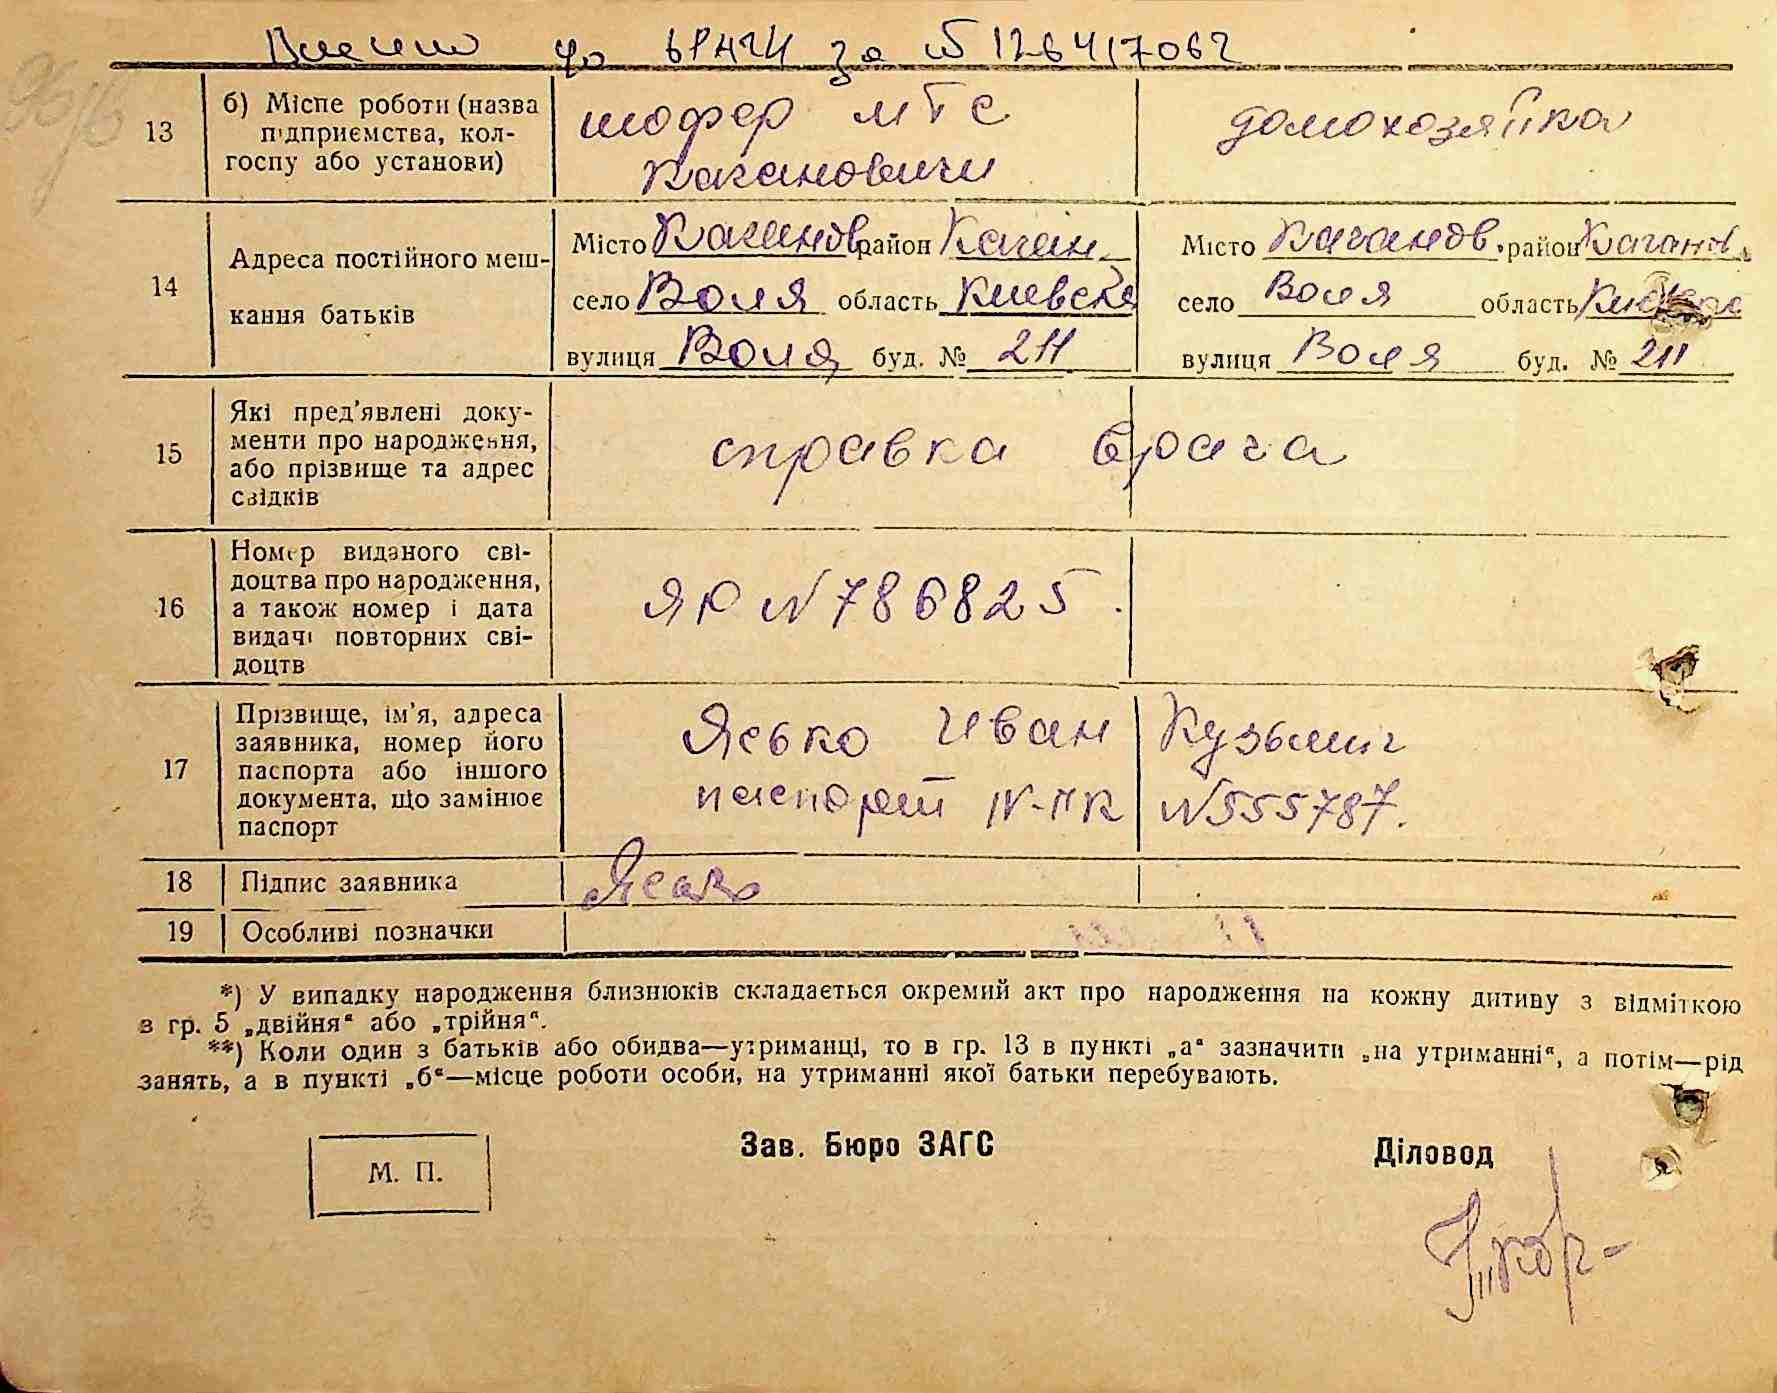 Внесено до ДРАЦС за № 126417062
13 б) Місце роботи (назва підприємства, колгоспу або установи)
шофер МТС домохозяйка
Кагановичи
14 Адреса постійного мешкання батьків
Місто Каганов. район Каган. Місто Каганов. район Каганов.
село Воля область Киевска село Воля область
вулиця Воля буд. № 211 вулиця Воля буд. № 211
15 Які пред'явлені документи про народження, або прізвище та адрес свідків
справка врача
16 Номер виданого свідоцтва про народження, а також номер і дата видачі повторних свідоцтв
ЯЮ № 786825.
17 Прізвище, ім'я, адреса заявника, номер його паспорта або іншого документа, що замінює паспорт
Ясько Иван Кузьмич
паспорт IV-МК № 555787.
18 Підпис заявника Ясько
19 Особливі позначки
*) У випадку народження близнюків складається окремий акт про народження на кожну дитину з відміткою
в гр. 5 „двійня“ або „трійня“.
**) Коли один з батьків або обидва—утриманці, то в гр. 13 в пункті „а“ зазначити „на утриманні“, а потім—рід
занять, а в пункті „б“—місце роботи особи, на утриманні якої батьки перебувають.
Зав. Бюро ЗАГС Діловод
М. П.